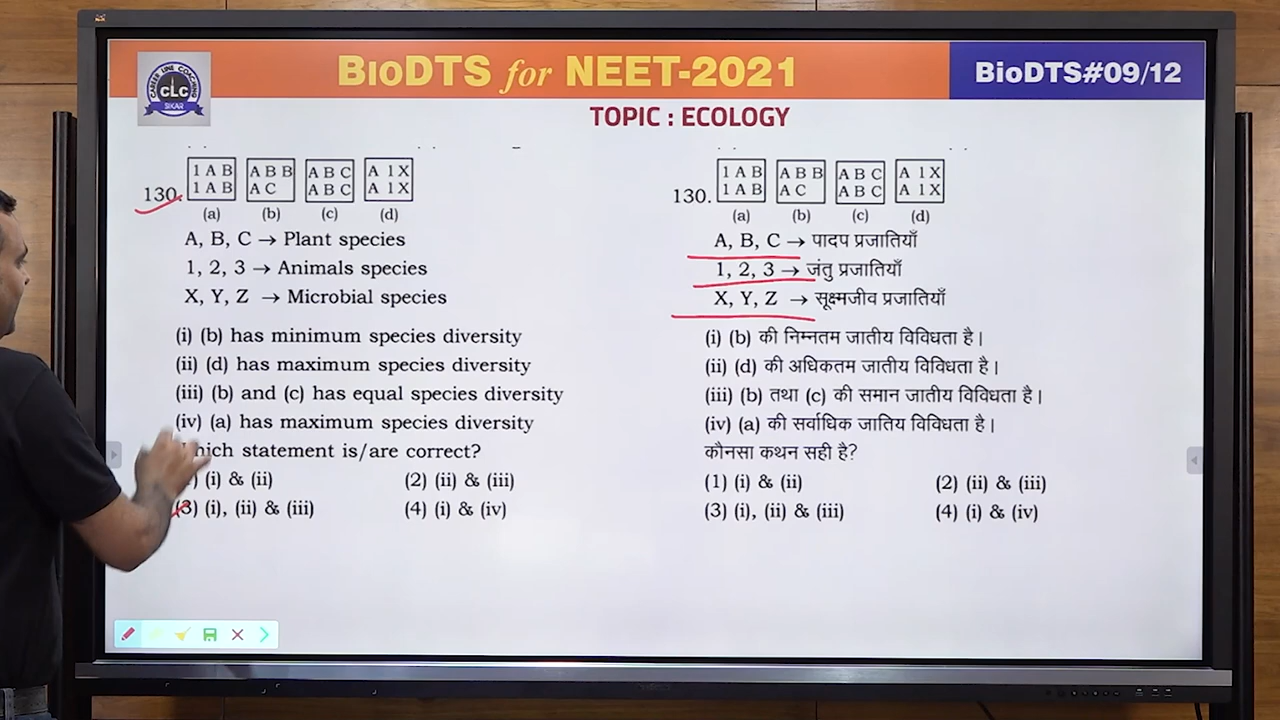 BIODTS for NEET-2021
BioDTS#09/12
CAREER LINE COACHING
CLC
SIKAR
TOPIC : ECOLOGY
130.
1 A B
1 A B
A B B
A C
A B C
A B C
A 1 X
A 1 X
(a) (b) (c) (d)
A, B, C → Plant species
1, 2, 3 → Animals species
X, Y, Z → Microbial species
(i) (b) has minimum species diversity
(ii) (d) has maximum species diversity
(iii) (b) and (c) has equal species diversity
(iv) (a) has maximum species diversity
statement is/are correct?
(i) & (ii) (2) (ii) & (iii)
(3) (i), (ii) & (iii) (4) (i) & (iv)
130.
1 A B
1 A B
A B B
A C
A B C
A B C
A 1 X
A 1 X
(a) (b) (c) (d)
A, B, C → पादप प्रजातियाँ
1, 2, 3 → जंतु प्रजातियाँ
X, Y, Z → सूक्ष्मजीव प्रजातियाँ
(i) (b) की निम्नतम जातीय विविधता है।
(ii) (d) की अधिकतम जातीय विविधता है।
(iii) (b) तथा (c) की समान जातीय विविधता है।
(iv) (a) की सर्वाधिक जातिय विविधता है।
कौनसा कथन सही है?
(1) (i) & (ii) (2) (ii) & (iii)
(3) (i), (ii) & (iii) (4) (i) & (iv)